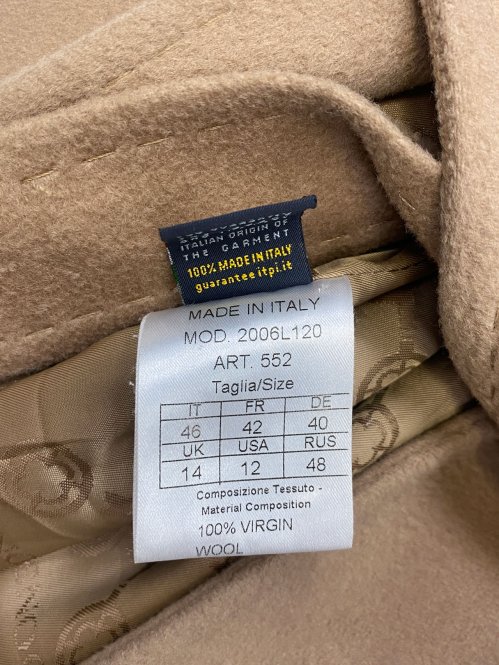 ITALIAN ORIGIN OF
THE GARMENT
100% MADE IN ITALY
guarantee itpi.it
MADE IN ITALY
MOD. 2006L120
ART. 552
Taglia/Size
IT FR DE
46 42 40
UK USA RUS
14 12 48
Composizione Tessuto -
Material Composition
100% VIRGIN
WOOL